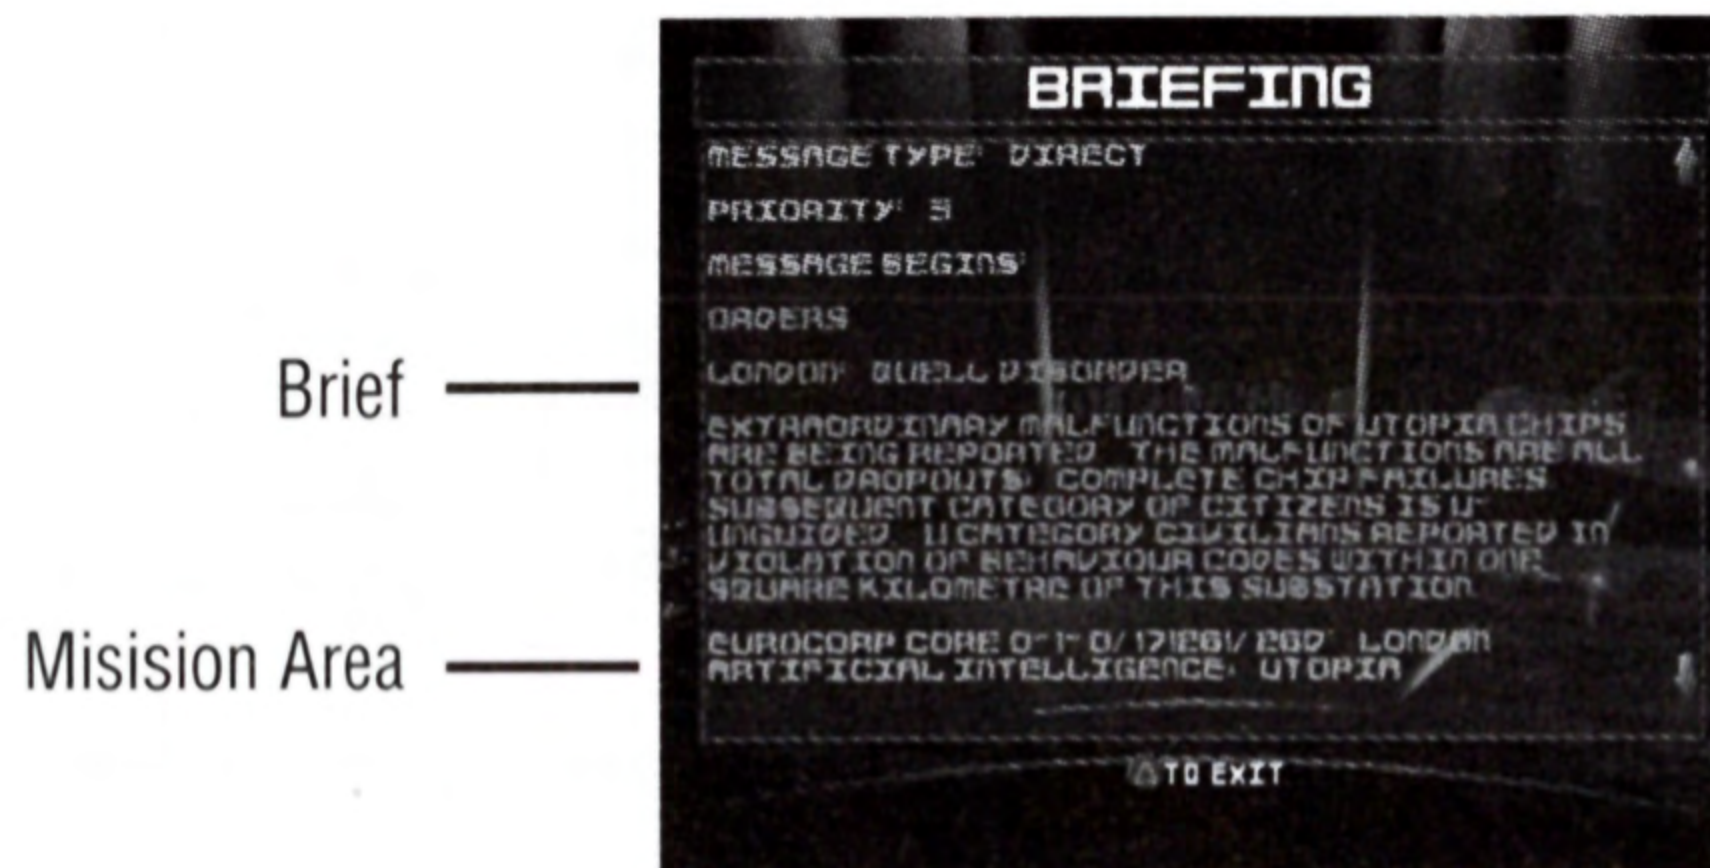 BRIEFING
MESSAGE TYPE: DIRECT
PRIORITY: 5
MESSAGE BEGINS:
ORDERS
Brief
LONDON: QUELL DISORDER
EXTRAORDINARY MALFUNCTIONS OF UTOPIA CHIPS
ARE BEING REPORTED. THE MALFUNCTIONS ARE ALL
TOTAL DROPOUTS: COMPLETE CHIP FAILURES
SUBSEQUENT CATEGORY OF CITIZENS IS U-
UNGUIDED. U CATEGORY CIVILIANS REPORTED IN
VIOLATION OF BEHAVIOUR CODES WITHIN ONE
SQUARE KILOMETRE OF THIS SUBSTATION.
Misision Area
EUROCORP CORE LONDON
ARTIFICIAL INTELLIGENCE: UTOPIA
TO EXIT